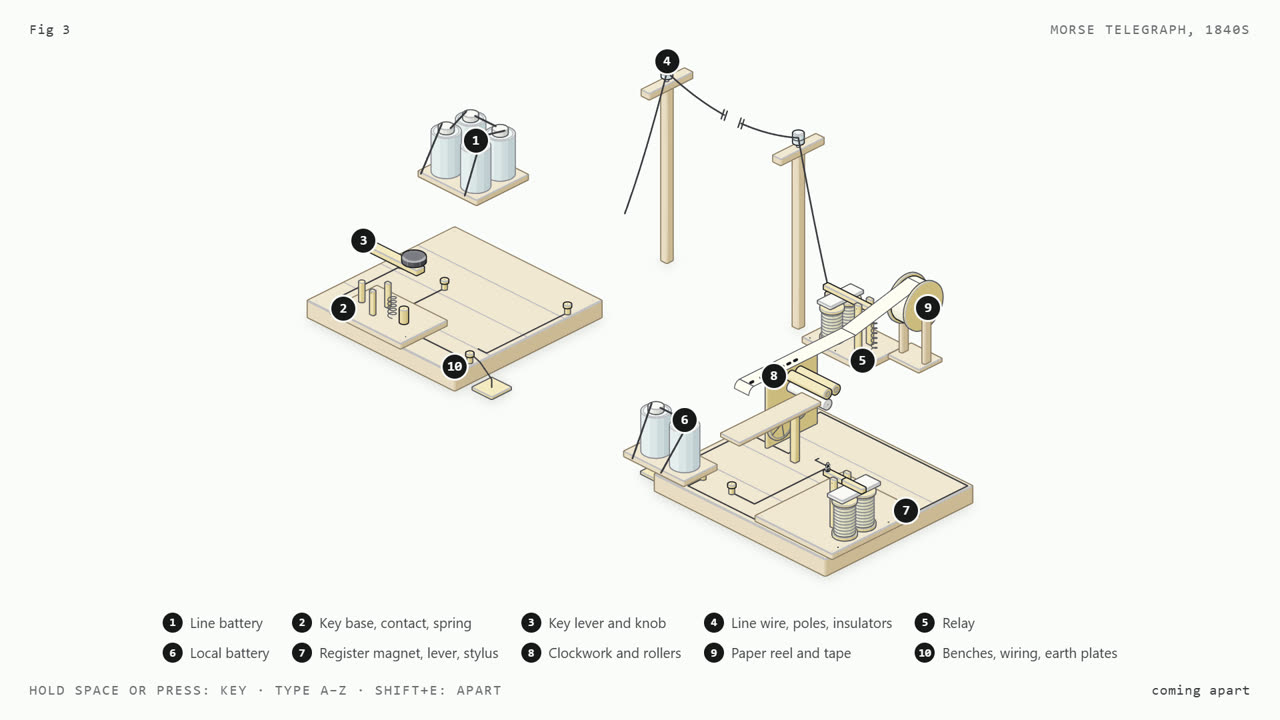 Fig 3
MORSE TELEGRAPH, 1840S
4
1
3
2
10
9
5
8
6
7
1 Line battery
2 Key base, contact, spring
3 Key lever and knob
4 Line wire, poles, insulators
5 Relay
6 Local battery
7 Register magnet, lever, stylus
8 Clockwork and rollers
9 Paper reel and tape
10 Benches, wiring, earth plates
HOLD SPACE OR PRESS: KEY · TYPE A–Z · SHIFT+E: APART
coming apart